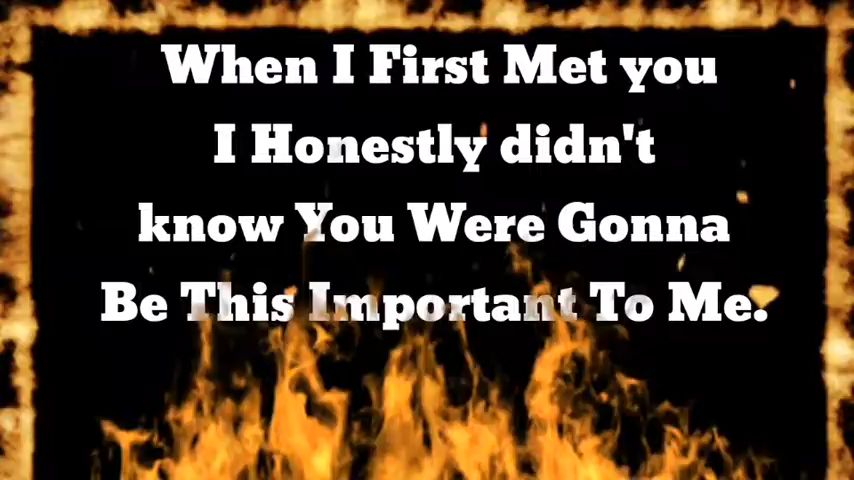 When I First Met you
I Honestly didn't
know You Were Gonna
Be This Important To Me.